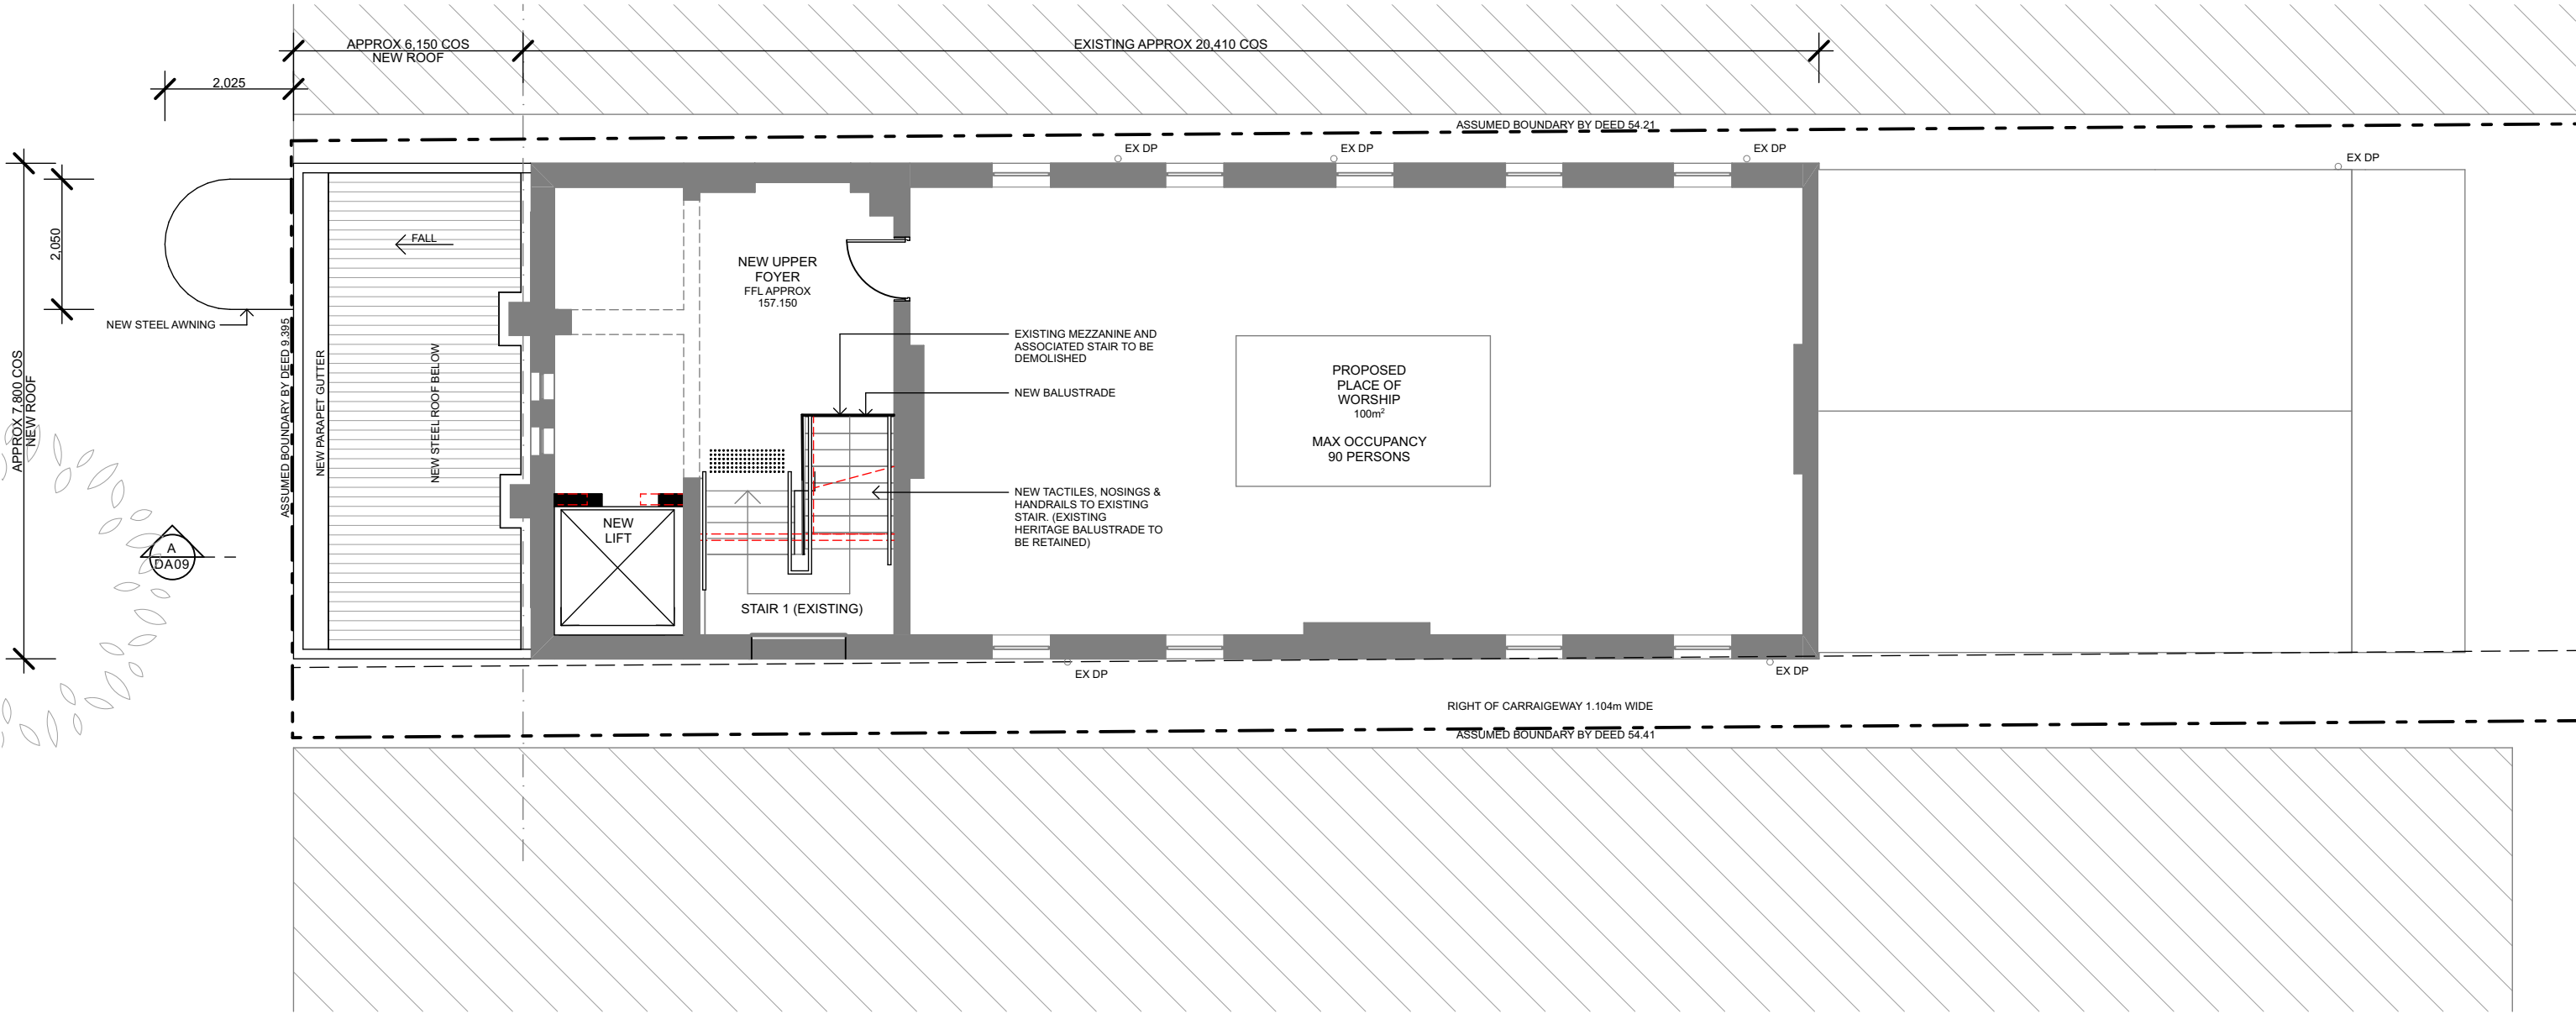 APPROX 6,150 COS
NEW ROOF
EXISTING APPROX 20,410 COS
2,025
ASSUMED BOUNDARY BY DEED 54.21
EX DP
EX DP
EX DP
EX DP
2,050
FALL
NEW UPPER
FOYER
FFL APPROX
157.150
NEW STEEL AWNING
APPROX 7,800 COS
NEW ROOF
ASSUMED BOUNDARY BY DEED 9.395
NEW PARAPET GUTTER
NEW STEEL ROOF BELOW
EXISTING MEZZANINE AND
ASSOCIATED STAIR TO BE
DEMOLISHED
NEW BALUSTRADE
PROPOSED
PLACE OF
WORSHIP
100m²
MAX OCCUPANCY
90 PERSONS
NEW TACTILES, NOSINGS &
HANDRAILS TO EXISTING
STAIR. (EXISTING
HERITAGE BALUSTRADE TO
BE RETAINED)
NEW
LIFT
A
DA09
STAIR 1 (EXISTING)
EX DP
EX DP
RIGHT OF CARRAIGEWAY 1.104m WIDE
ASSUMED BOUNDARY BY DEED 54.41